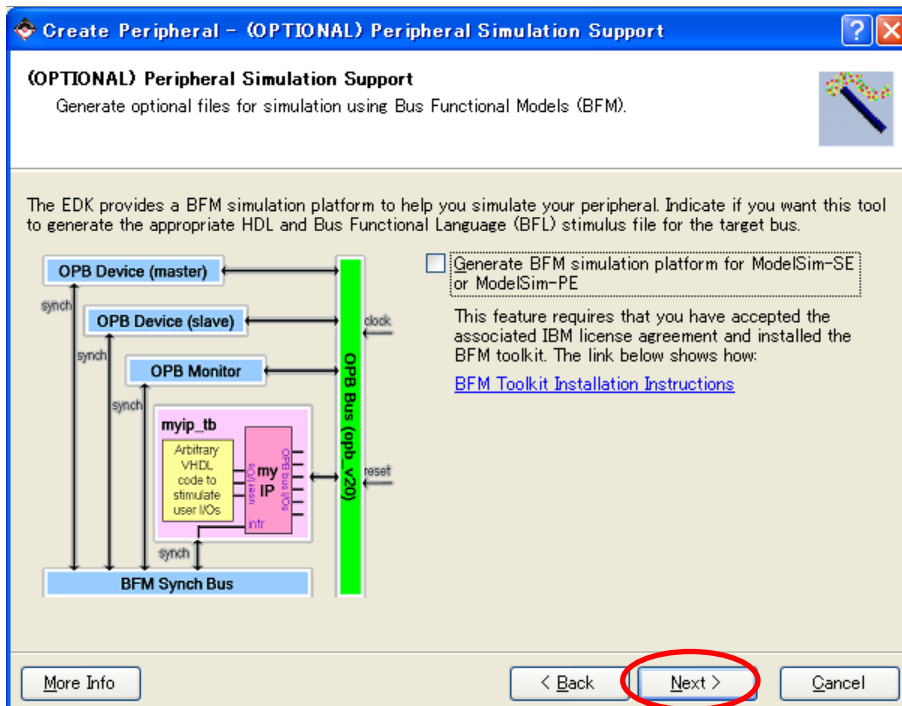 Create Peripheral - (OPTIONAL) Peripheral Simulation Support
(OPTIONAL) Peripheral Simulation Support
Generate optional files for simulation using Bus Functional Models (BFM).
The EDK provides a BFM simulation platform to help you simulate your peripheral. Indicate if you want this tool
to generate the appropriate HDL and Bus Functional Language (BFL) stimulus file for the target bus.
OPB Device (master)
synch
OPB Device (slave)
clock
synch
OPB Monitor
synch
OPB Bus (opb_v20)
myip_tb
Arbitrary
VHDL
code to
stimulate
user I/Os
user I/Os
my
IP
OPB bus I/Os
intr
reset
synch
BFM Synch Bus
Generate BFM simulation platform for ModelSim-SE
or ModelSim-PE
This feature requires that you have accepted the
associated IBM license agreement and installed the
BFM toolkit. The link below shows how:
BFM Toolkit Installation Instructions
More Info
< Back
Next >
Cancel